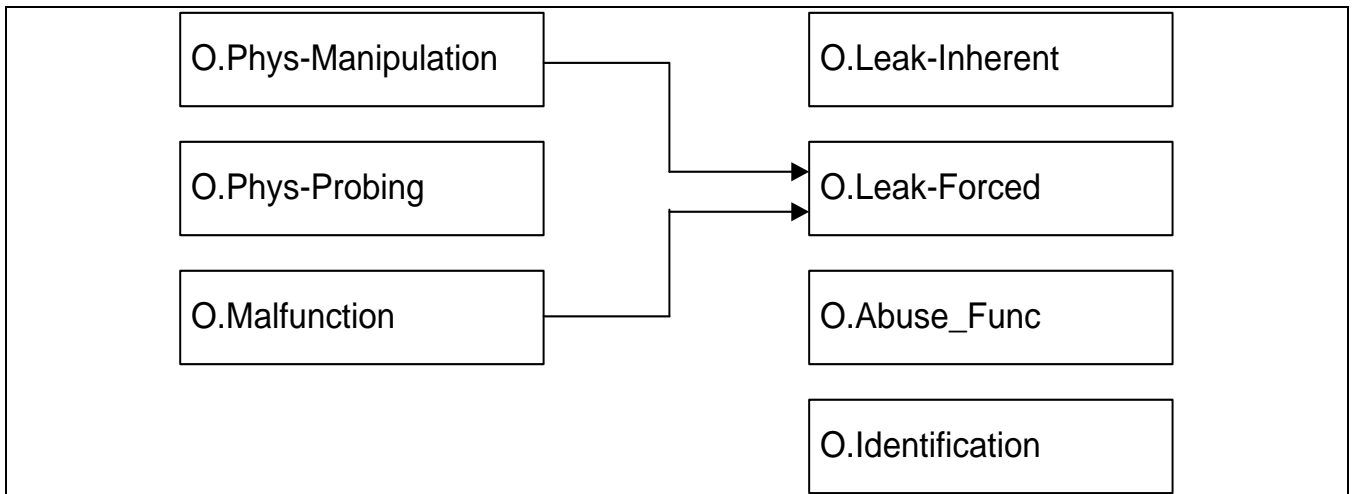 O.Phys-Manipulation
O.Leak-Inherent
O.Phys-Probing
O.Leak-Forced
O.Malfunction
O.Abuse_Func
O.Identification